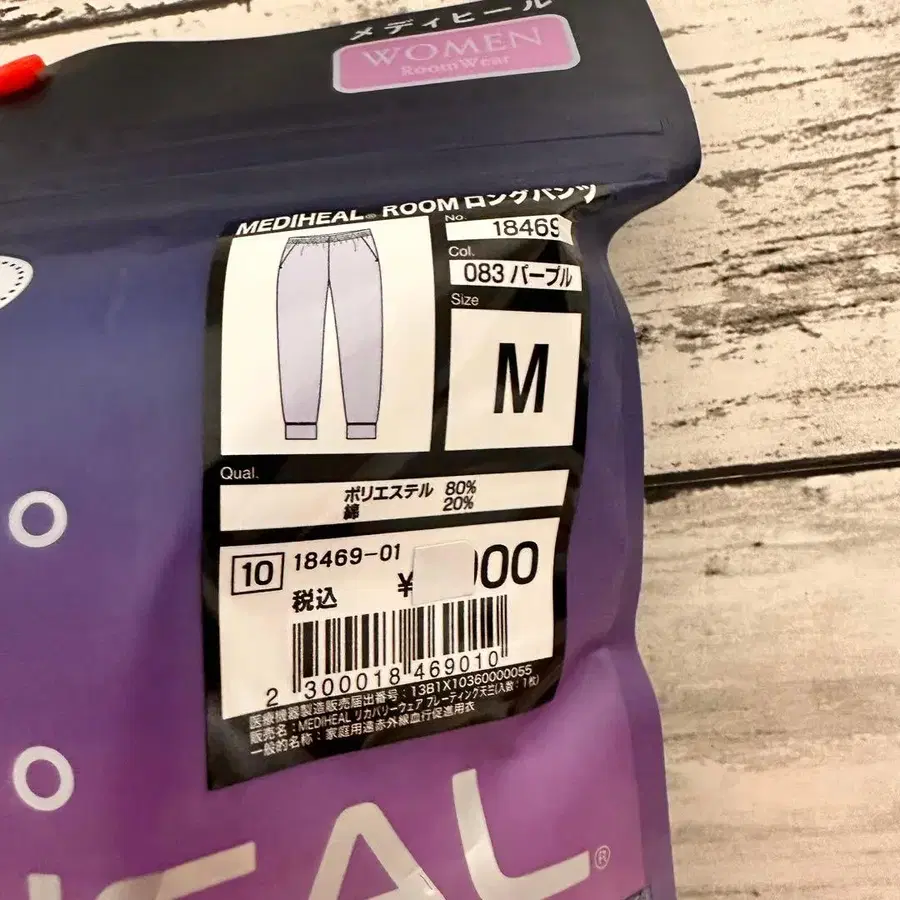 メディヒール
WOMEN
RoomWear
MEDIHEAL® ROOM ロングパンツ
No.
18469
Col.
083 パープル
Size
M
Qual.
ポリエステル 80%
綿 20%
10 18469-01
税込 ¥ 000
2 300018 469010
医療機器製造販売届出番号:13B1X10360000055
販売名:MEDIHEAL リカバリーウェア プレーティング天竺(入数:1枚)
一般的名称:家庭用遠赤外線血行促進用衣
EAL®